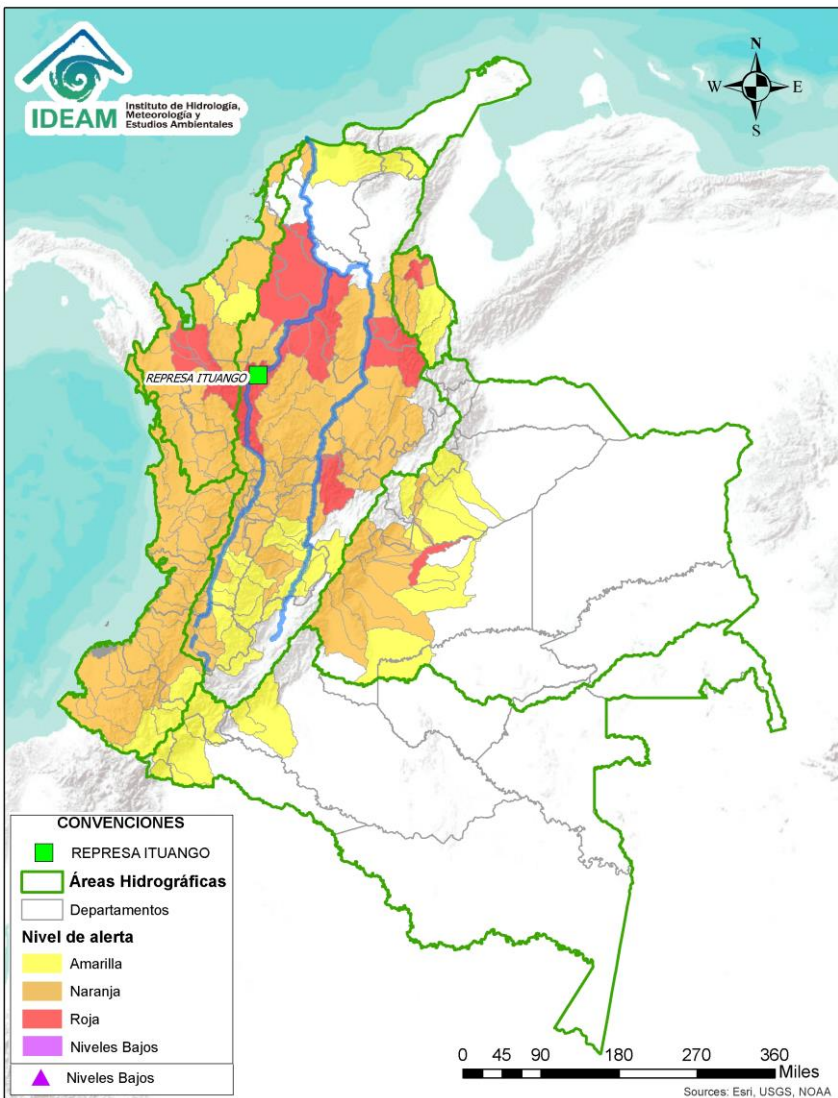 IDEAM
Instituto de Hidrología,
Meteorología y
Estudios Ambientales
N
W
E
S
REPRESA ITUANGO
CONVENCIONES
REPRESA ITUANGO
Áreas Hidrográficas
Departamentos
Nivel de alerta
Amarilla
Naranja
Roja
Niveles Bajos
Niveles Bajos
0 45 90 180 270 360
Miles
Sources: Esri, USGS, NOAA